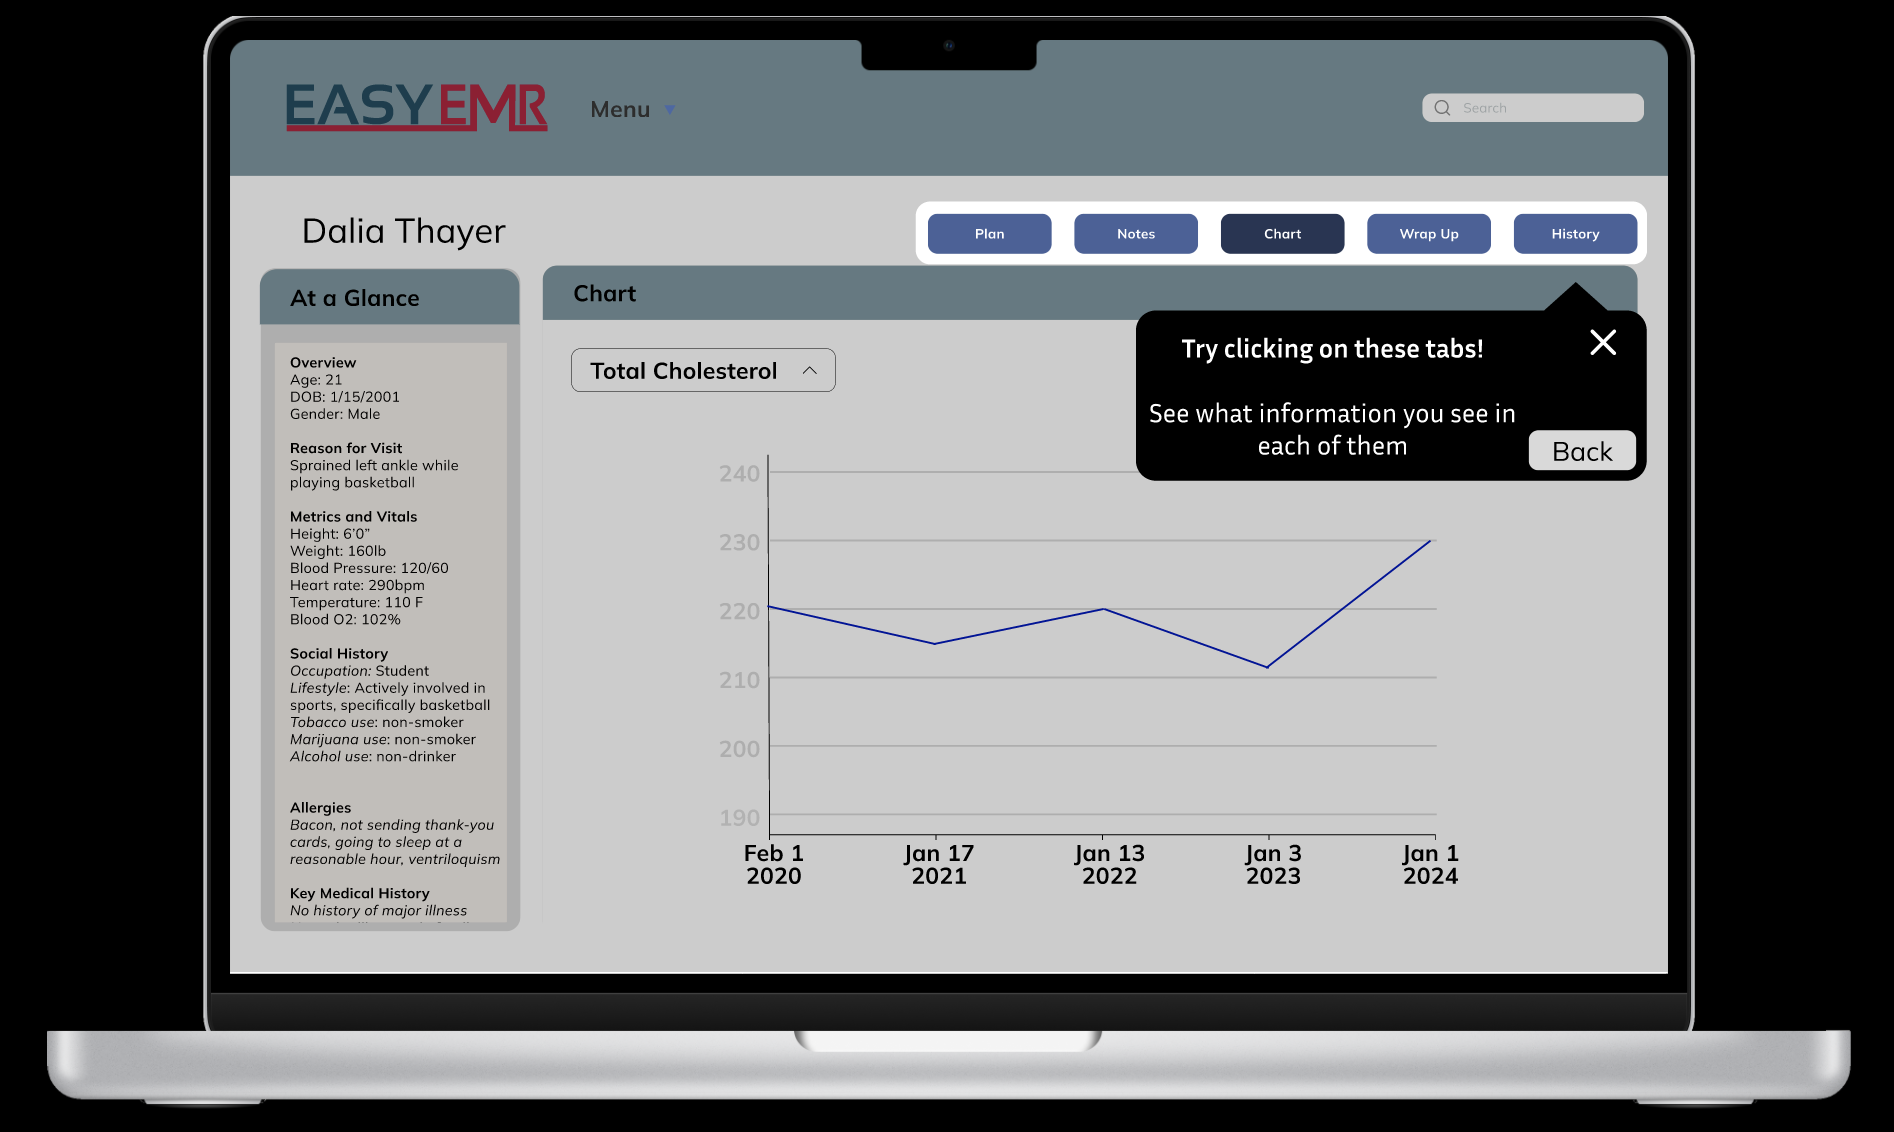 EASYEMR
Menu
Search
Dalia Thayer
Plan
Notes
Chart
Wrap Up
History
At a Glance
Overview
Age: 21
DOB: 1/15/2001
Gender: Male
Reason for Visit
Sprained left ankle while
playing basketball
Metrics and Vitals
Height: 6’0”
Weight: 160lb
Blood Pressure: 120/60
Heart rate: 290bpm
Temperature: 110 F
Blood O2: 102%
Social History
Occupation: Student
Lifestyle: Actively involved in
sports, specifically basketball
Tobacco use: non-smoker
Marijuana use: non-smoker
Alcohol use: non-drinker
Allergies
Bacon, not sending thank-you
cards, going to sleep at a
reasonable hour, ventriloquism
Key Medical History
No history of major illness
Chart
Total Cholesterol
Try clicking on these tabs!
See what information you see in
each of them
Back
240
230
220
210
200
190
Feb 1
2020
Jan 17
2021
Jan 13
2022
Jan 3
2023
Jan 1
2024